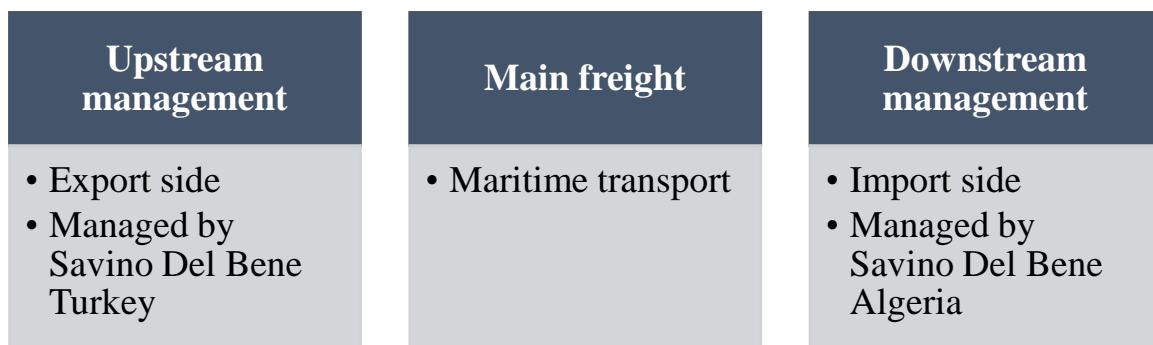 Upstream
management
• Export side
• Managed by
Savino Del Bene
Turkey
Main freight
• Maritime transport
Downstream
management
• Import side
• Managed by
Savino Del Bene
Algeria